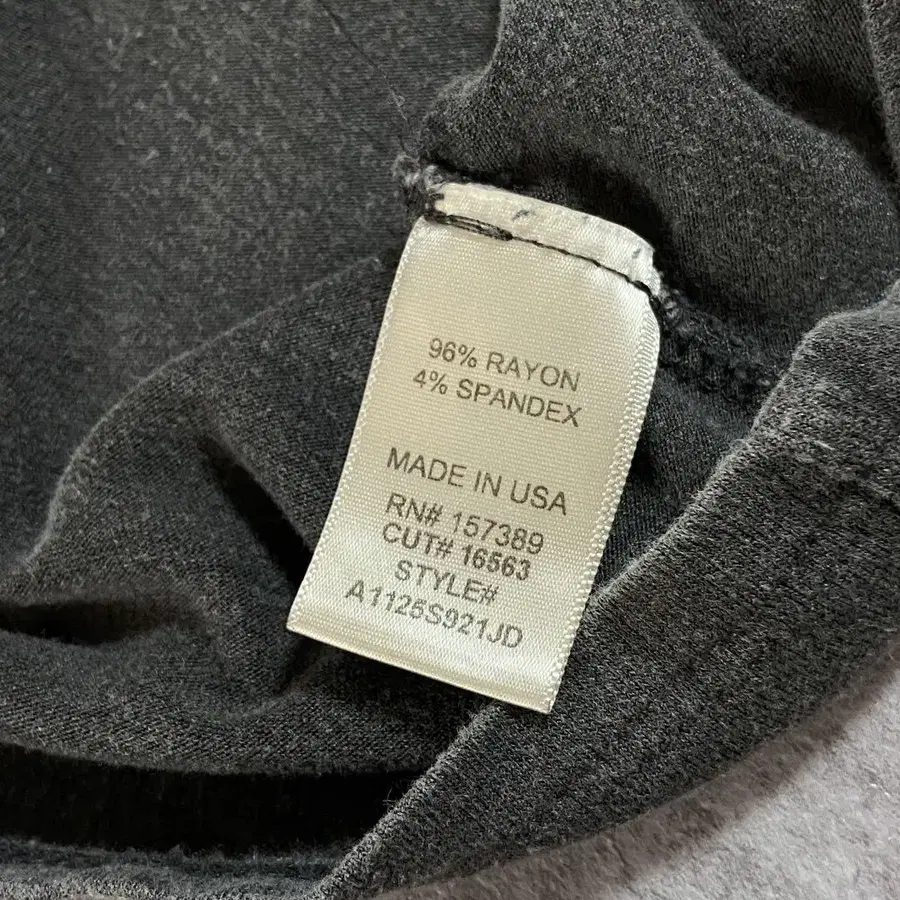 96% RAYON
4% SPANDEX
MADE IN USA
RN# 157389
CUT# 16563
STYLE#
A1125S921JD